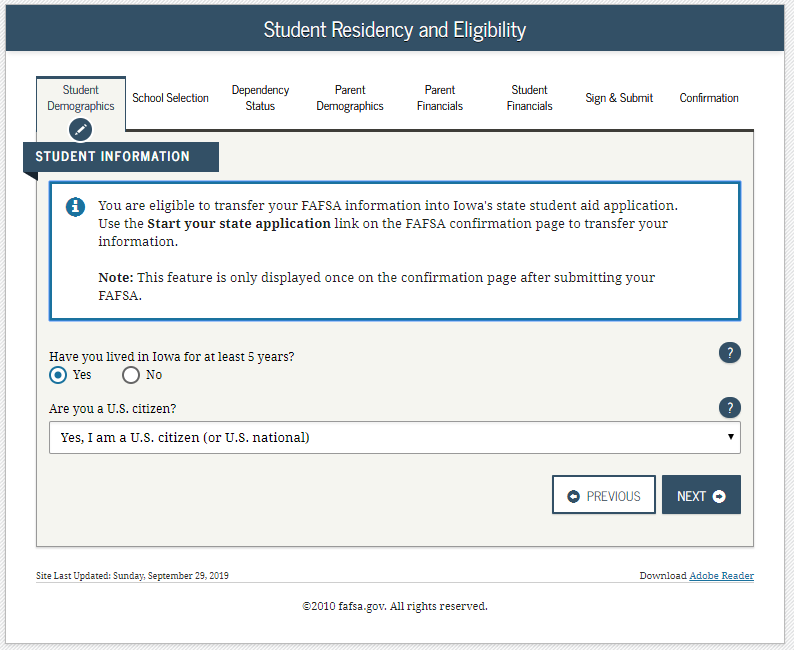 Student Residency and Eligibility
Student
Demographics
School Selection
Dependency
Status
Parent
Demographics
Parent
Financials
Student
Financials
Sign & Submit
Confirmation
STUDENT INFORMATION
You are eligible to transfer your FAFSA information into Iowa's state student aid application.
Use the Start your state application link on the FAFSA confirmation page to transfer your
information.
Note: This feature is only displayed once on the confirmation page after submitting your
FAFSA.
Have you lived in Iowa for at least 5 years?
?
Yes No
Are you a U.S. citizen?
?
Yes, I am a U.S. citizen (or U.S. national)
PREVIOUS NEXT
Site Last Updated: Sunday, September 29, 2019 Download Adobe Reader
©2010 fafsa.gov. All rights reserved.